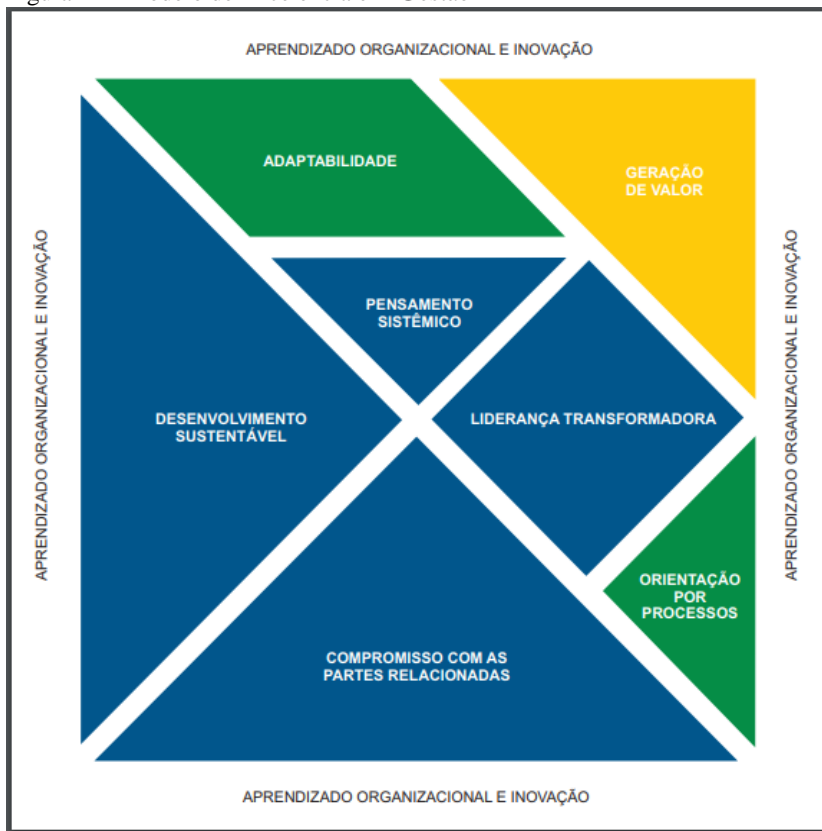 APRENDIZADO ORGANIZACIONAL E INOVAÇÃO
ADAPTABILIDADE
GERAÇÃO
DE VALOR
PENSAMENTO
SISTÊMICO
DESENVOLVIMENTO
SUSTENTÁVEL
LIDERANÇA TRANSFORMADORA
ORIENTAÇÃO
POR
PROCESSOS
COMPROMISSO COM AS
PARTES RELACIONADAS
APRENDIZADO ORGANIZACIONAL E INOVAÇÃO
APRENDIZADO ORGANIZACIONAL E INOVAÇÃO
APRENDIZADO ORGANIZACIONAL E INOVAÇÃO